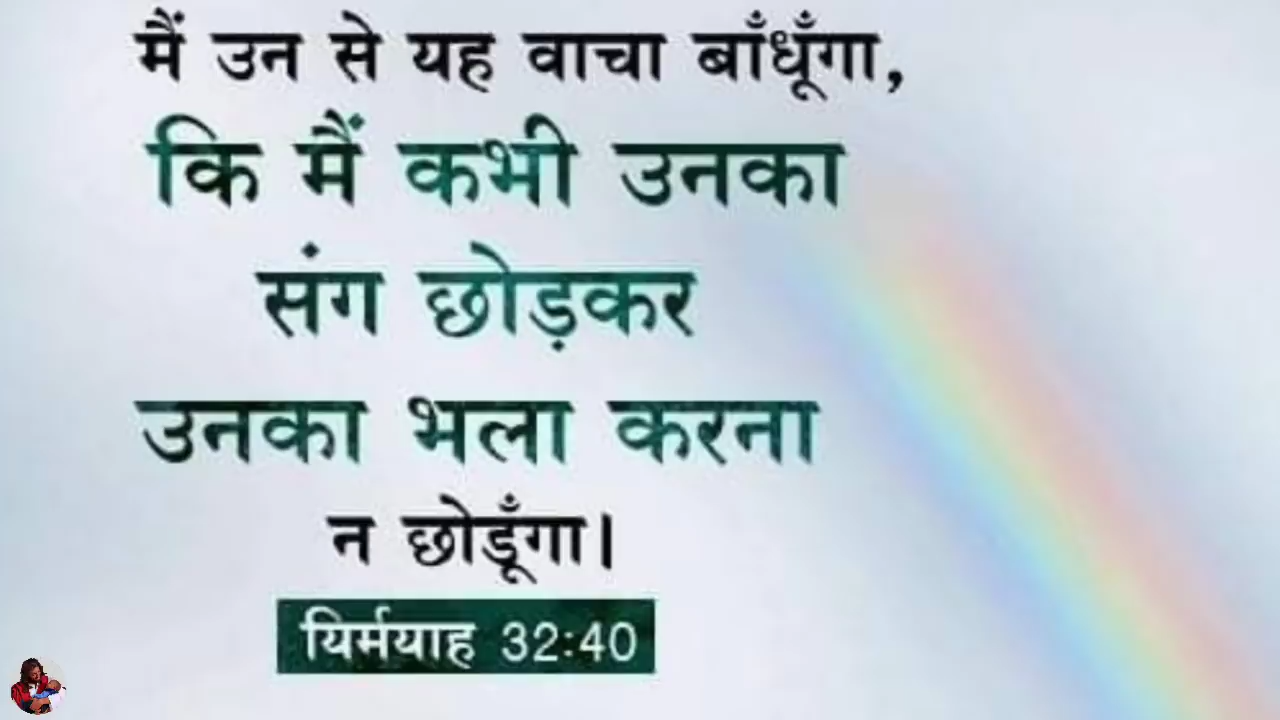 मैं उन से यह वाचा बाँधूँगा,
कि मैं कभी उनका
संग छोड़कर
उनका भला करना
न छोडूँगा।
यिर्मयाह 32:40